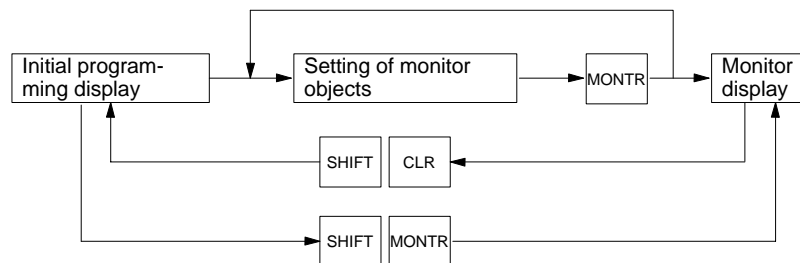 Initial program-
ming display
Setting of monitor
objects
MONTR
Monitor
display
SHIFT
CLR
SHIFT
MONTR